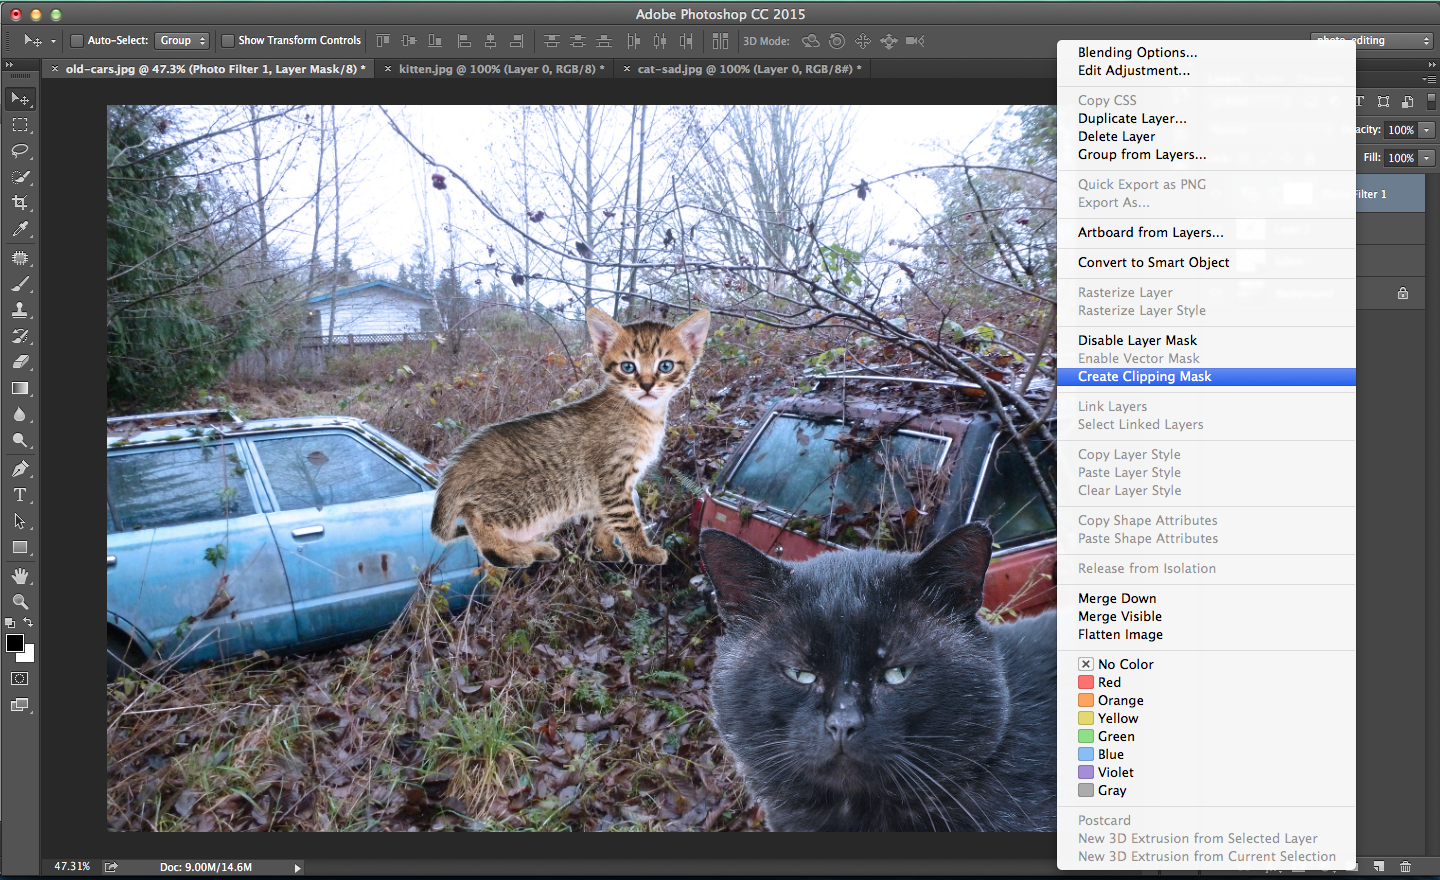 Adobe Photoshop CC 2015
Auto-Select: Group Show Transform Controls 3D Mode:
old-cars.jpg @ 47.3% (Photo Filter 1, Layer Mask/8) * kitten.jpg @ 100% (Layer 0, RGB/8) * cat-sad.jpg @ 100% (Layer 0, RGB/8#) *
Blending Options...
Edit Adjustment...
Copy CSS
Duplicate Layer...
Delete Layer
Group from Layers...
Quick Export as PNG
Export As...
Artboard from Layers...
Convert to Smart Object
Rasterize Layer
Rasterize Layer Style
Disable Layer Mask
Enable Vector Mask
Create Clipping Mask
Link Layers
Select Linked Layers
Copy Layer Style
Paste Layer Style
Clear Layer Style
Copy Shape Attributes
Paste Shape Attributes
Release from Isolation
Merge Down
Merge Visible
Flatten Image
No Color
Red
Orange
Yellow
Green
Blue
Violet
Gray
Postcard
New 3D Extrusion from Selected Layer
New 3D Extrusion from Current Selection
editing
100%
Fill: 100%
Filter 1
47.31% Doc: 9.00M/14.6M